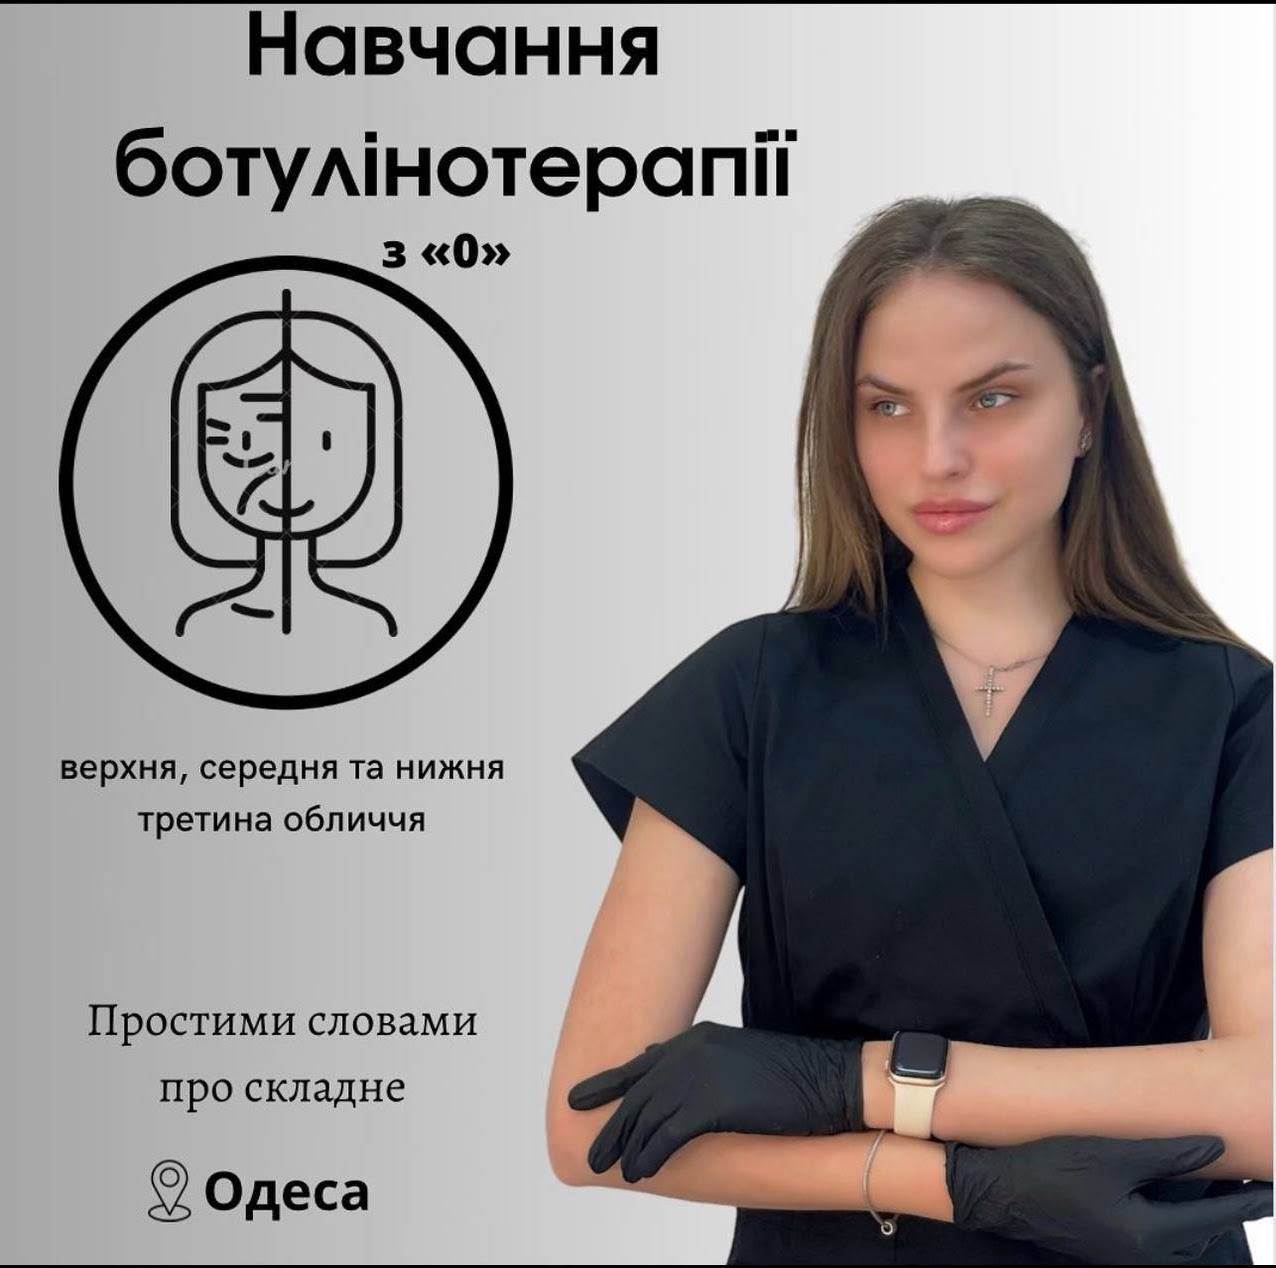 Навчання
ботулінотерапії
з «0»
верхня, середня та нижня
третина обличчя
Простими словами
про складне
Одеса